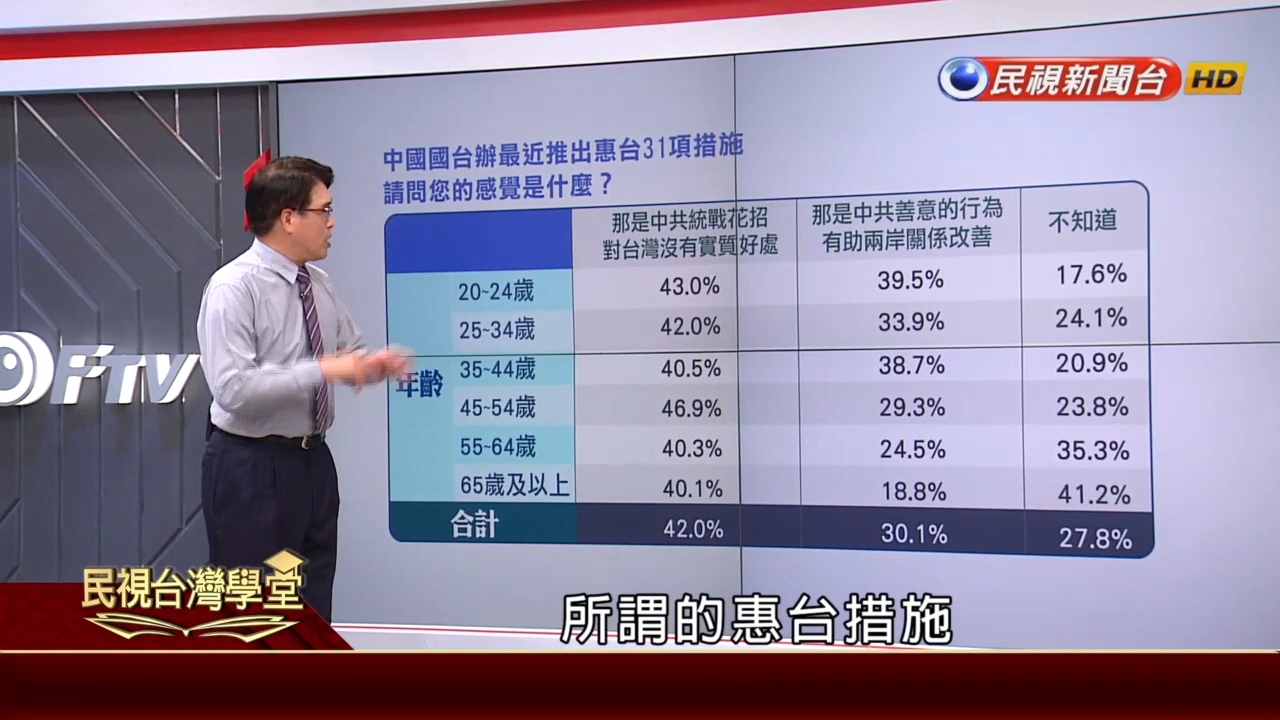 民視新聞台 HD
中國國台辦最近推出惠台31項措施
請問您的感覺是什麼？
那是中共統戰花招
對台灣沒有實質好處
那是中共善意的行為
有助兩岸關係改善
不知道
年齡
20~24歲 43.0% 39.5% 17.6%
25~34歲 42.0% 33.9% 24.1%
35~44歲 40.5% 38.7% 20.9%
45~54歲 46.9% 29.3% 23.8%
55~64歲 40.3% 24.5% 35.3%
65歲及以上 40.1% 18.8% 41.2%
合計 42.0% 30.1% 27.8%
FTV
民視台灣學堂
所謂的惠台措施